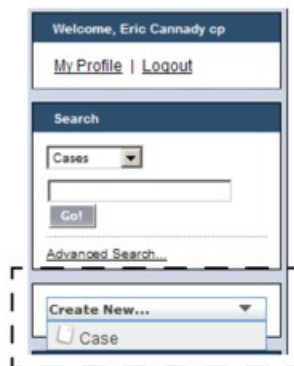 Welcome, Eric Cannady cp
My Profile | Logout
Search
Cases
Go!
Advanced Search...
Create New...
Case